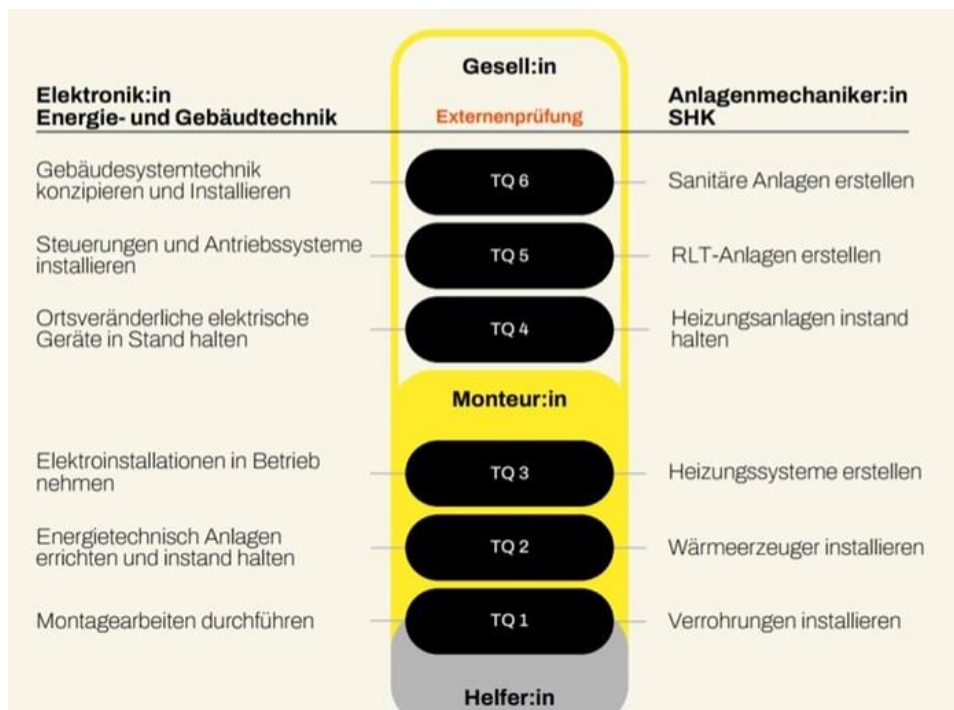 Gesell:in
Elektronik:in
Energie- und Gebäudtechnik
Externenprüfung
Anlagenmechaniker:in
SHK
Gebäudesystemtechnik
konzipieren und Installieren
TQ 6
Sanitäre Anlagen erstellen
Steuerungen und Antriebssysteme
installieren
TQ 5
RLT-Anlagen erstellen
Ortsveränderliche elektrische
Geräte in Stand halten
TQ 4
Heizungsanlagen instand
halten
Monteur:in
Elektroinstallationen in Betrieb
nehmen
TQ 3
Heizungssysteme erstellen
Energietechnisch Anlagen
errichten und instand halten
TQ 2
Wärmeerzeuger installieren
Montagearbeiten durchführen
TQ 1
Verrohrungen installieren
Helfer:in